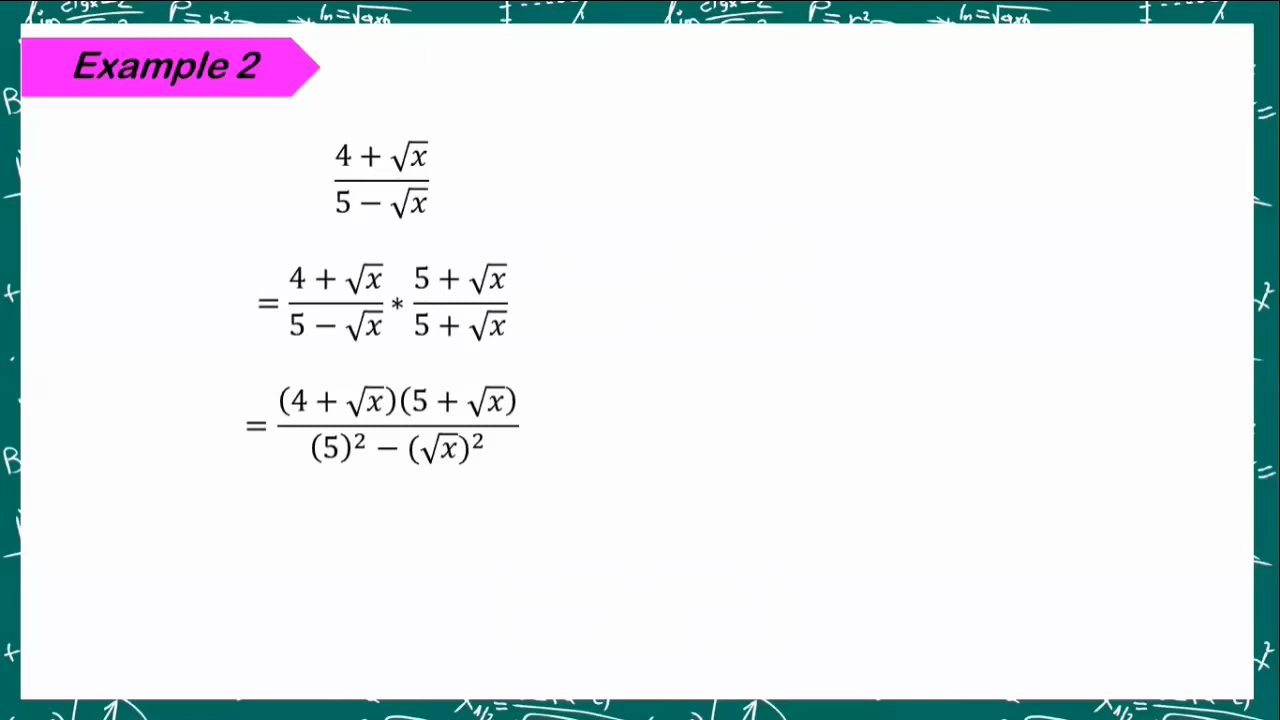 Example 2
4 + √x
5 − √x
= 4 + √x / 5 − √x * 5 + √x / 5 + √x
= (4 + √x)(5 + √x) / (5)² − (√x)²